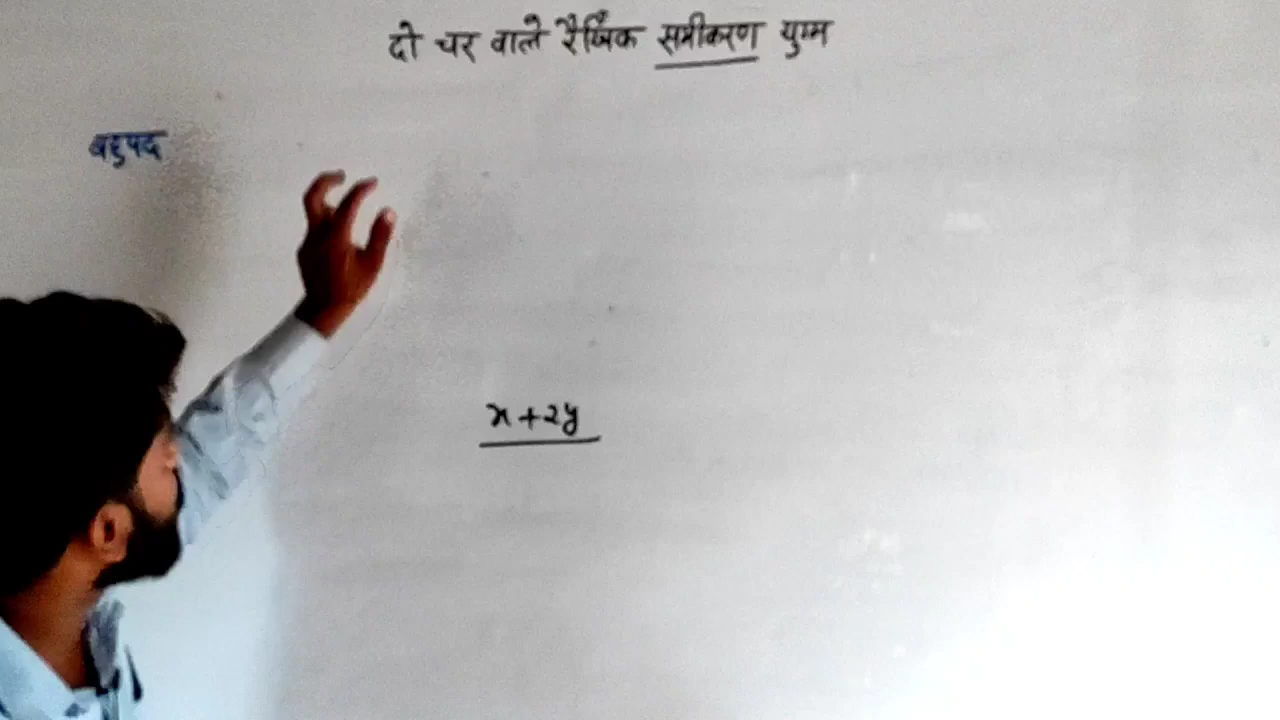 दो चर वाले रैखिक समीकरण युग्म
बहुपद
x+2y